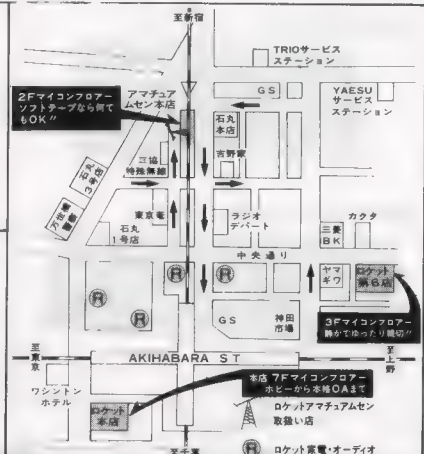 至新宿
TRIOサービス
ステーション
2Fマイコンフロアー
ソフトテープなら何で
もOK〃
アマチュア
ムセン本店
GS
YAESU
サービス
ステーション
石丸
本店
吉野家
三協
特殊無線
石丸
3号店
万世橋
警察
東京電
石丸
1号店
ラジオ
デパート
三菱
BK
カクタ
中央通り
R
R
R
R
ヤマ
ギワ
ロケット
第6店
GS
神田
市場
3Fマイコンフロアー
静かでゆったり親切〃
至東京
AKIHABARA ST
至上野
ワシントン
ホテル
本店 7Fマイコンフロアー
ホビーから本格OAまで
ロケット
本店
ロケットアマチュアムセン
取扱い店
至千葉
R ロケット家電・オーディオ